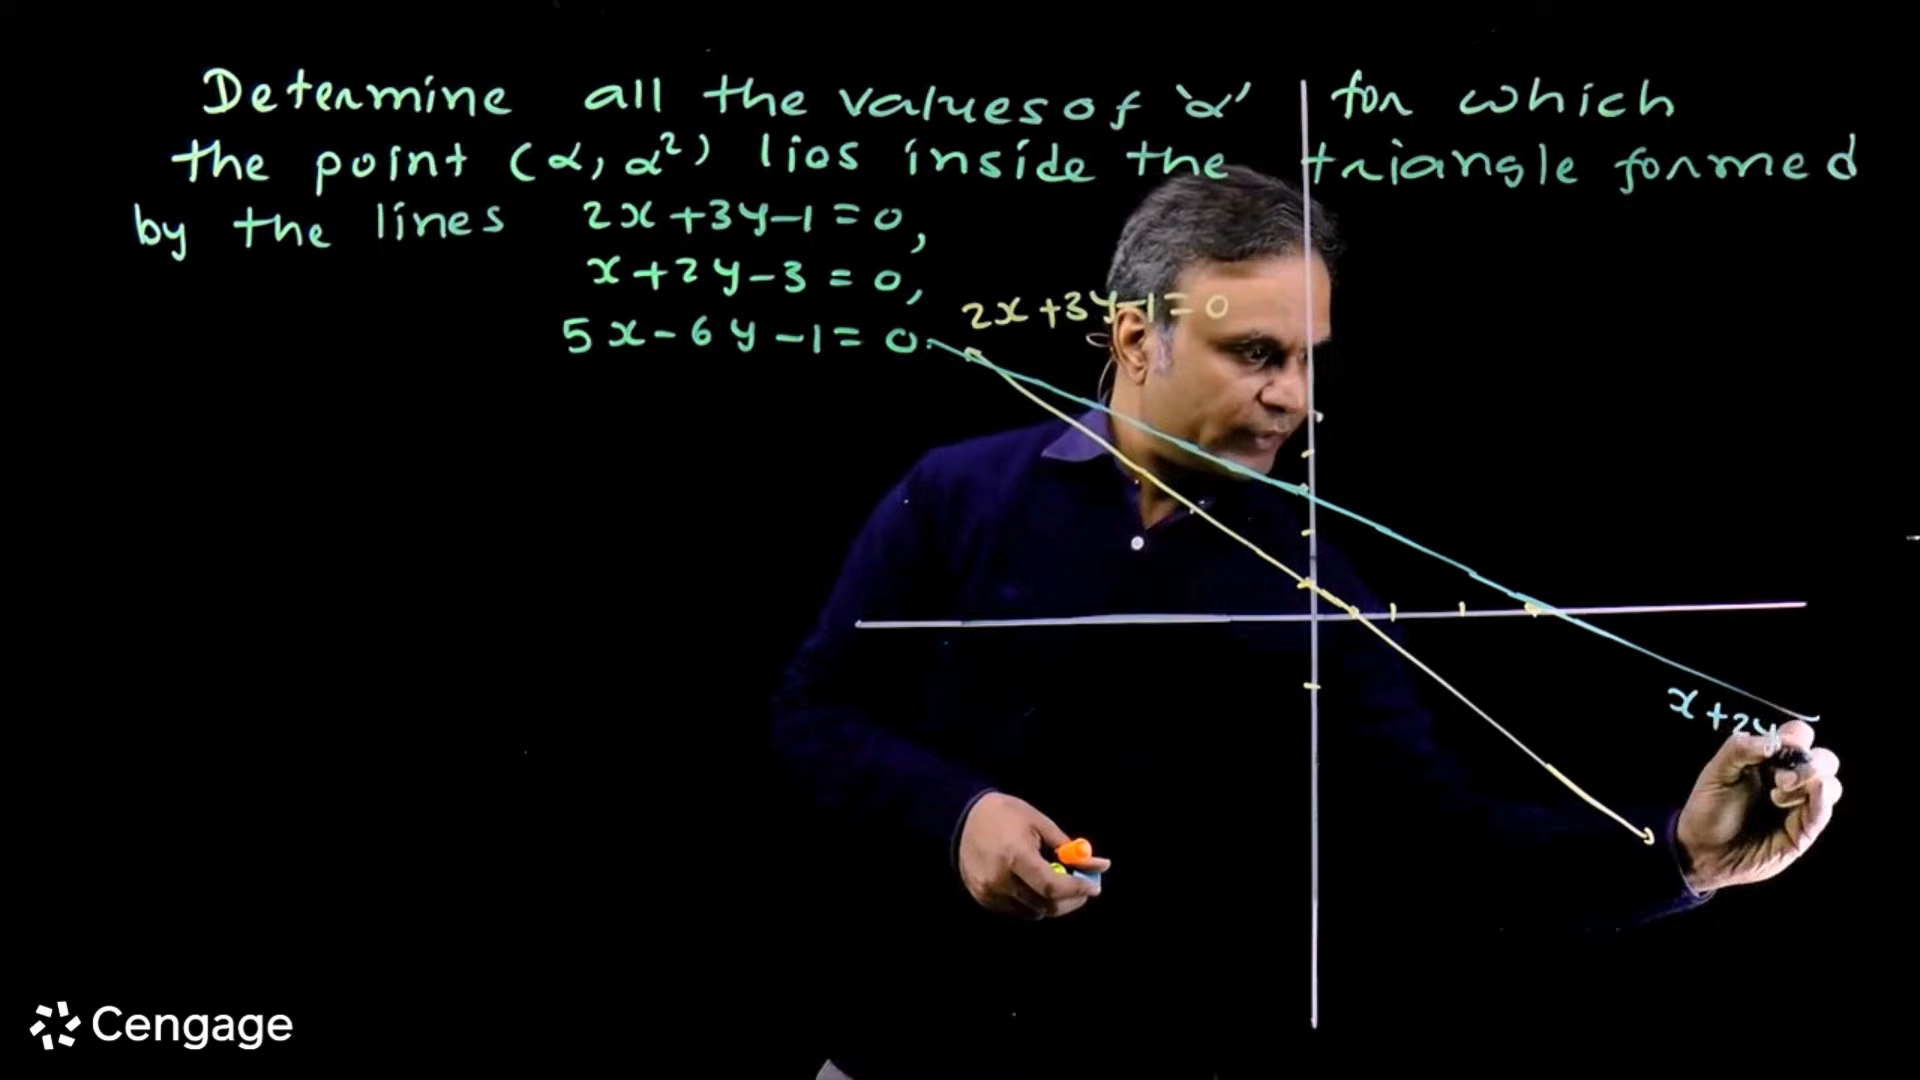 Determine all the values of 'α' for which
the point (α, α²) lies inside the triangle formed
by the lines 2x+3y-1=0,
x+2y-3=0,
5x-6y-1=0.
2x+3y-1=0
x+2y
Cengage